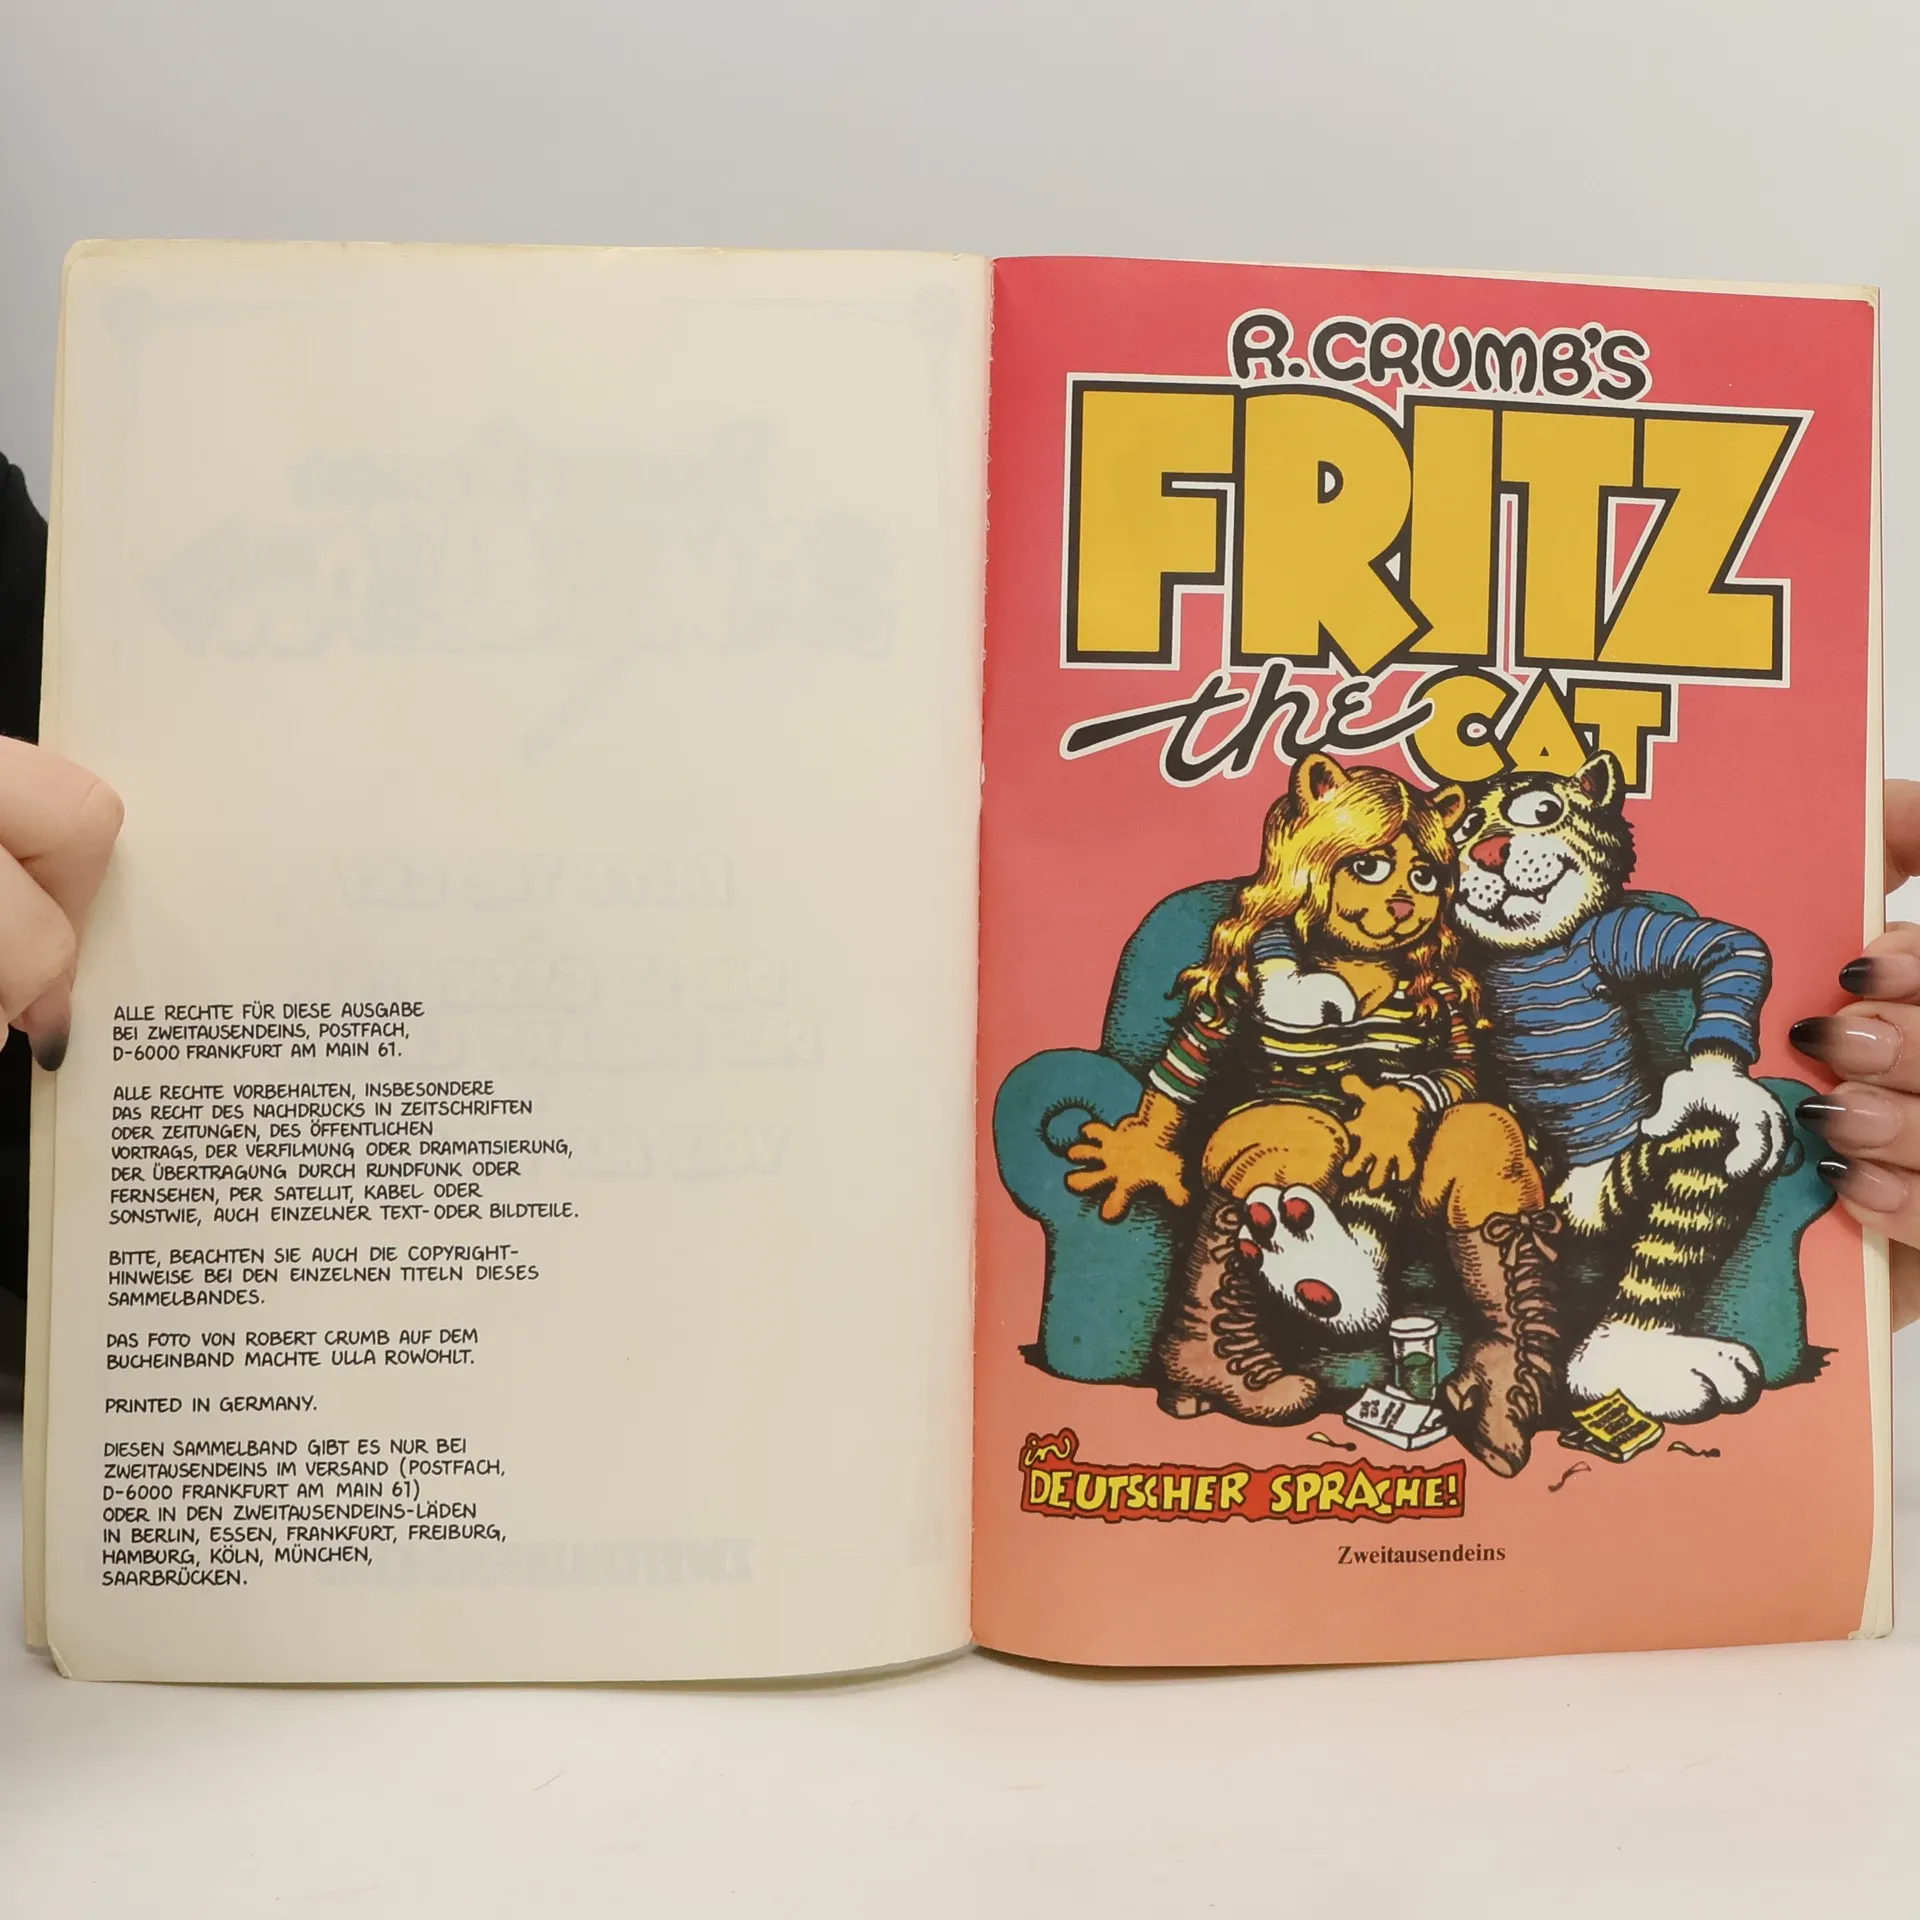 ALLE RECHTE FÜR DIESE AUSGABE
BEI ZWEITAUSENDEINS, POSTFACH,
D-6000 FRANKFURT AM MAIN 61.
ALLE RECHTE VORBEHALTEN, INSBESONDERE
DAS RECHT DES NACHDRUCKS IN ZEITSCHRIFTEN
ODER ZEITUNGEN, DES ÖFFENTLICHEN
VORTRAGS, DER VERFILMUNG ODER DRAMATISIERUNG,
DER ÜBERTRAGUNG DURCH RUNDFUNK ODER
FERNSEHEN, PER SATELLIT, KABEL ODER
SONSTWIE, AUCH EINZELNER TEXT- ODER BILDTEILE.
BITTE, BEACHTEN SIE AUCH DIE COPYRIGHT-
HINWEISE BEI DEN EINZELNEN TITELN DIESES
SAMMELBANDES.
DAS FOTO VON ROBERT CRUMB AUF DEM
BUCHEINBAND MACHTE ULLA ROWOHLT.
PRINTED IN GERMANY.
DIESEN SAMMELBAND GIBT ES NUR BEI
ZWEITAUSENDEINS IM VERSAND (POSTFACH,
D-6000 FRANKFURT AM MAIN 61)
ODER IN DEN ZWEITAUSENDEINS-LÄDEN
IN BERLIN, ESSEN, FRANKFURT, FREIBURG,
HAMBURG, KÖLN, MÜNCHEN,
SAARBRÜCKEN.
R. CRUMB'S
FRITZ
the CAT
in
DEUTSCHER SPRACHE!
Zweitausendeins